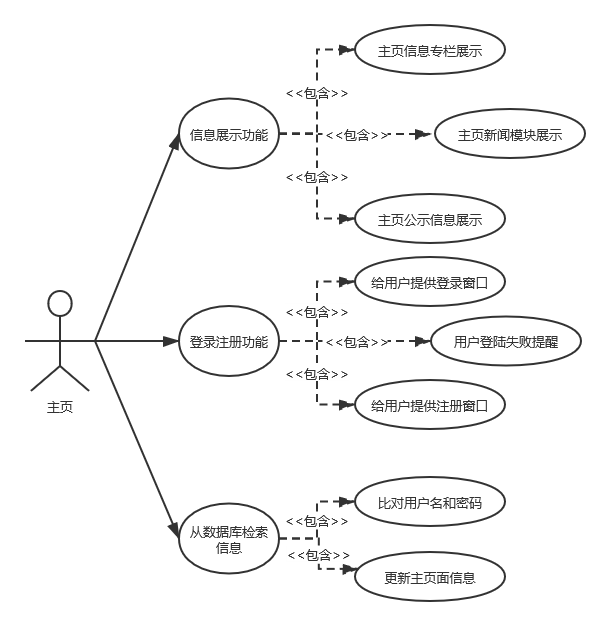 主页信息专栏展示
<<包含>>
信息展示功能
<<包含>>
主页新闻模块展示
<<包含>>
主页公示信息展示
给用户提供登录窗口
<<包含>>
登录注册功能
<<包含>>
用户登陆失败提醒
<<包含>>
给用户提供注册窗口
主页
比对用户名和密码
<<包含>>
从数据库检索
信息
<<包含>>
更新主页面信息